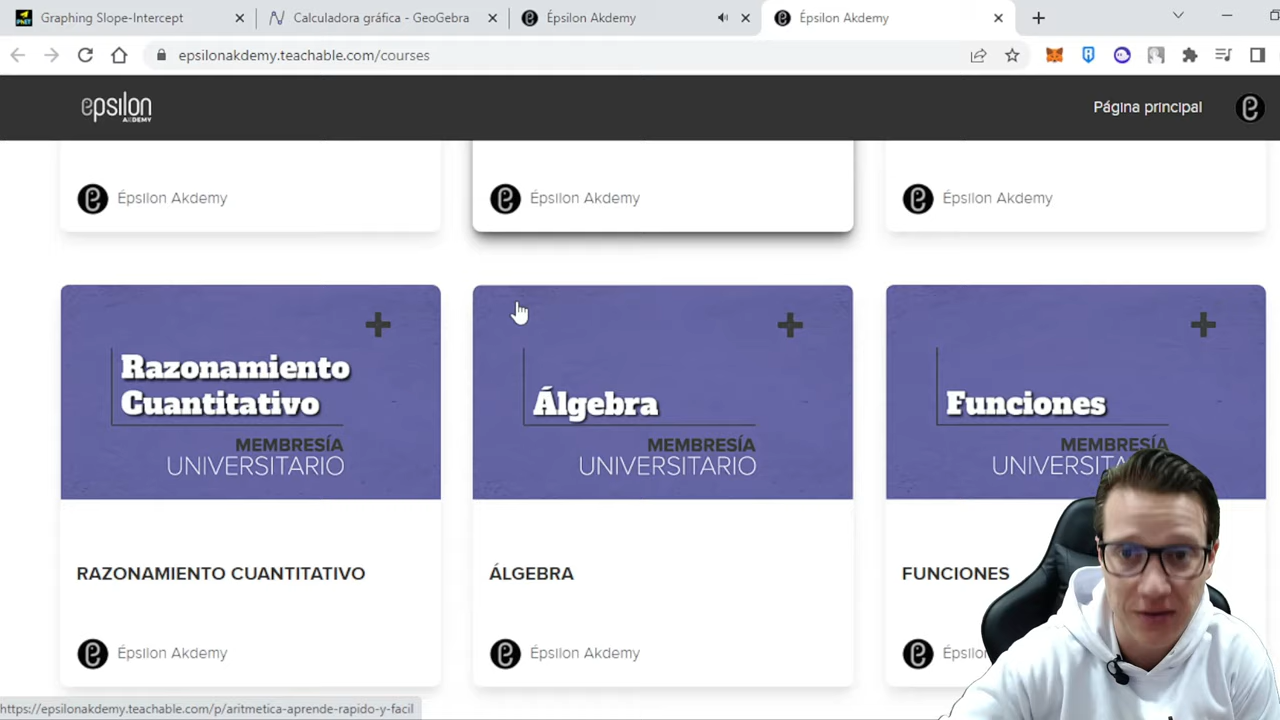 Graphing Slope-Intercept
Calculadora gráfica - GeoGebra
Épsilon Akdemy
Épsilon Akdemy
epsilonakdemy.teachable.com/courses
epsilon
AKDEMY
Página principal
Épsilon Akdemy
Épsilon Akdemy
Épsilon Akdemy
Razonamiento
Cuantitativo
MEMBRESÍA
UNIVERSITARIO
Álgebra
MEMBRESÍA
UNIVERSITARIO
Funciones
MEMBRESÍA
UNIVERSITA
RAZONAMIENTO CUANTITATIVO
ÁLGEBRA
FUNCIONES
Épsilon Akdemy
Épsilon Akdemy
Épsilo
https://epsilonakdemy.teachable.com/p/aritmetica-aprende-rapido-y-facil